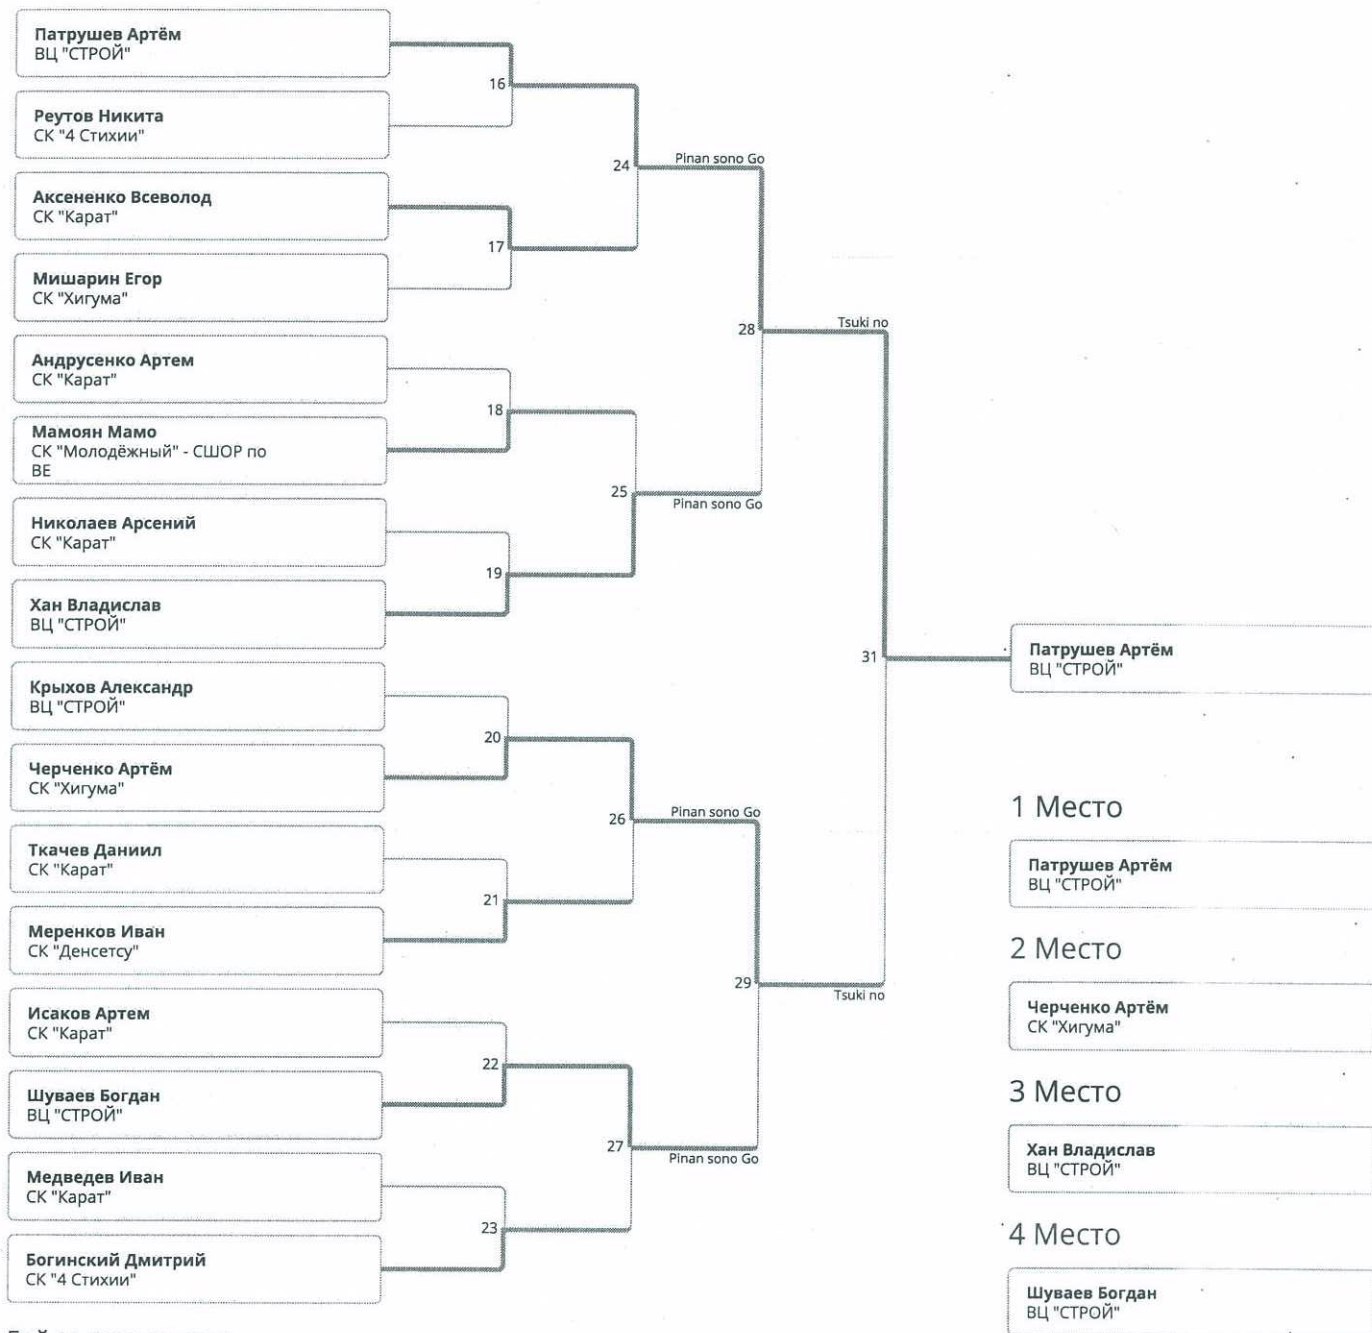 Патрушев Артём
ВЦ "СТРОЙ"
Реутов Никита
СК "4 Стихии"
Аксененко Всеволод
СК "Карат"
Мишарин Егор
СК "Хигума"
Андрусенко Артем
СК "Карат"
Мамоян Мамо
СК "Молодёжный" - СШОР по
ВЕ
Николаев Арсений
СК "Карат"
Хан Владислав
ВЦ "СТРОЙ"
Крыхов Александр
ВЦ "СТРОЙ"
Черченко Артём
СК "Хигума"
Ткачев Даниил
СК "Карат"
Меренков Иван
СК "Денсетсу"
Исаков Артем
СК "Карат"
Шуваев Богдан
ВЦ "СТРОЙ"
Медведев Иван
СК "Карат"
Богинский Дмитрий
СК "4 Стихии"
16
17
18
19
20
21
22
23
24
25
26
27
Pinan sono Go
Pinan sono Go
Pinan sono Go
Pinan sono Go
28
29
Tsuki no
Tsuki no
31
Патрушев Артём
ВЦ "СТРОЙ"
1 Место
Патрушев Артём
ВЦ "СТРОЙ"
2 Место
Черченко Артём
СК "Хигума"
3 Место
Хан Владислав
ВЦ "СТРОЙ"
4 Место
Шуваев Богдан
ВЦ "СТРОЙ"